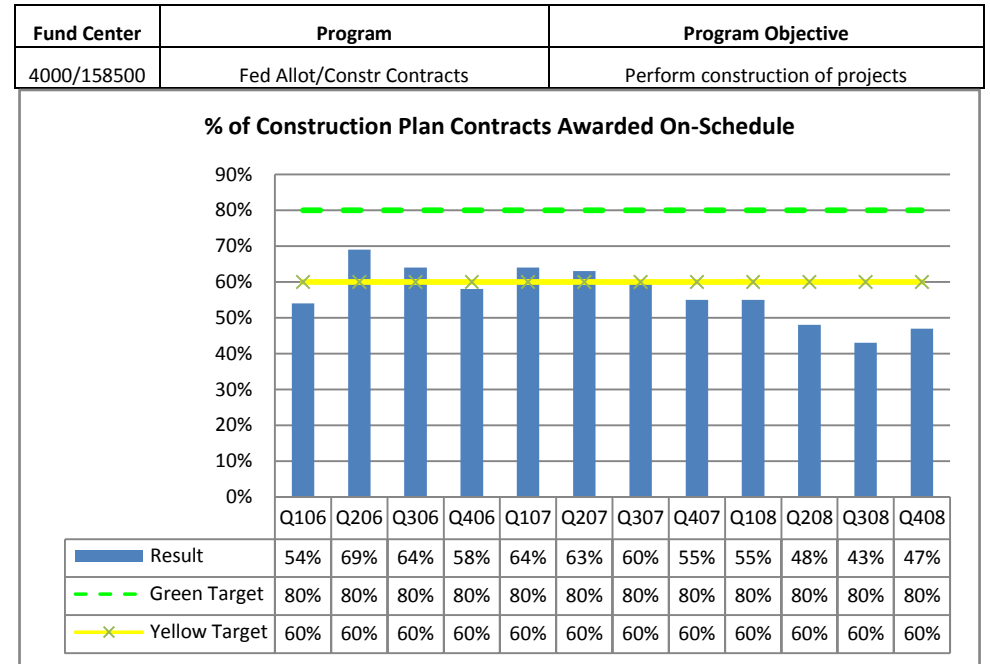 Fund Center Program Program Objective
4000/158500 Fed Allot/Constr Contracts Perform construction of projects
% of Construction Plan Contracts Awarded On-Schedule
90%
80%
70%
60%
50%
40%
30%
20%
10%
0%
Q106 Q206 Q306 Q406 Q107 Q207 Q307 Q407 Q108 Q208 Q308 Q408
Result 54% 69% 64% 58% 64% 63% 60% 55% 55% 48% 43% 47%
Green Target 80% 80% 80% 80% 80% 80% 80% 80% 80% 80% 80% 80%
Yellow Target 60% 60% 60% 60% 60% 60% 60% 60% 60% 60% 60% 60%